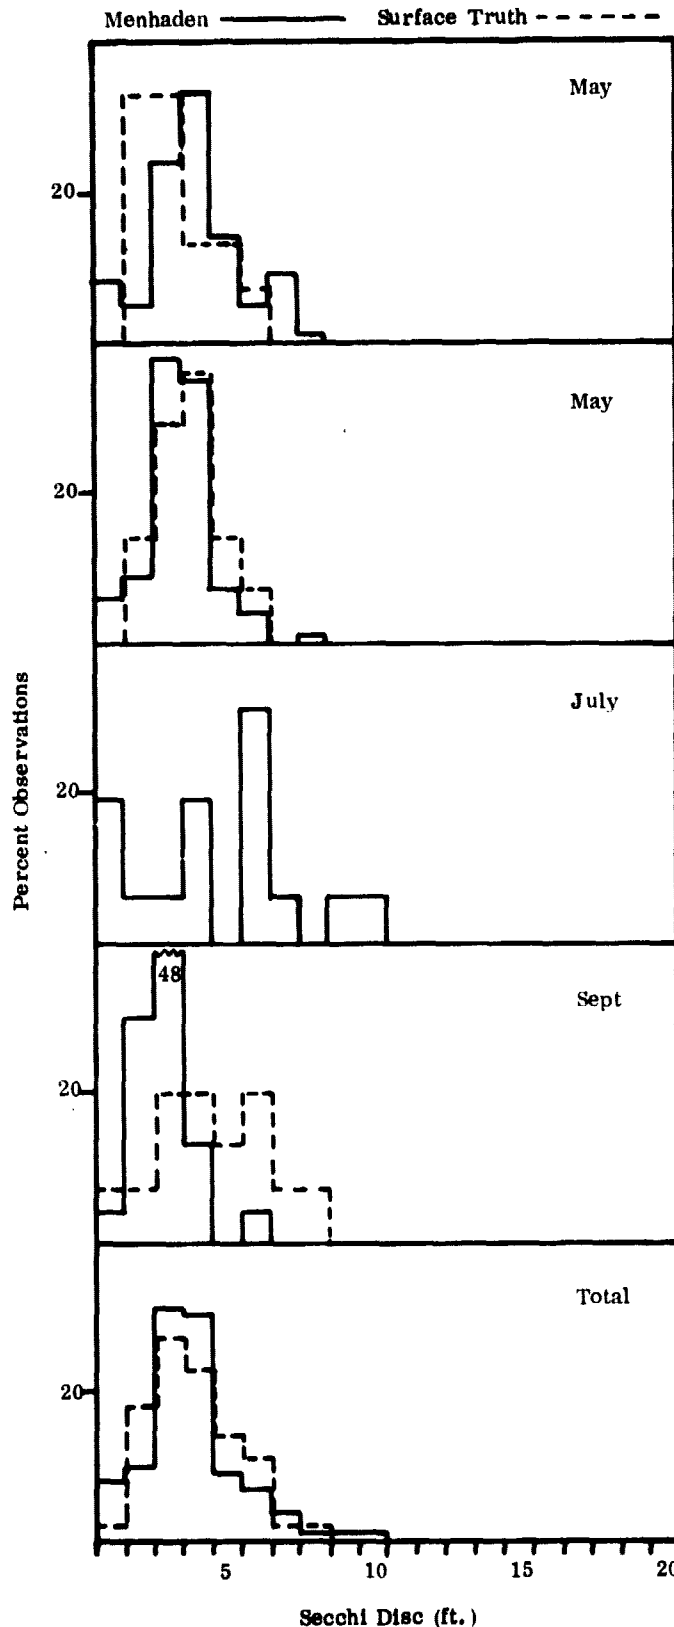 Menhaden Surface Truth
May
20
May
20
July
20
Percent Observations
48
Sept
20
Total
20
5 10 15 20
Secchi Disc (ft.)